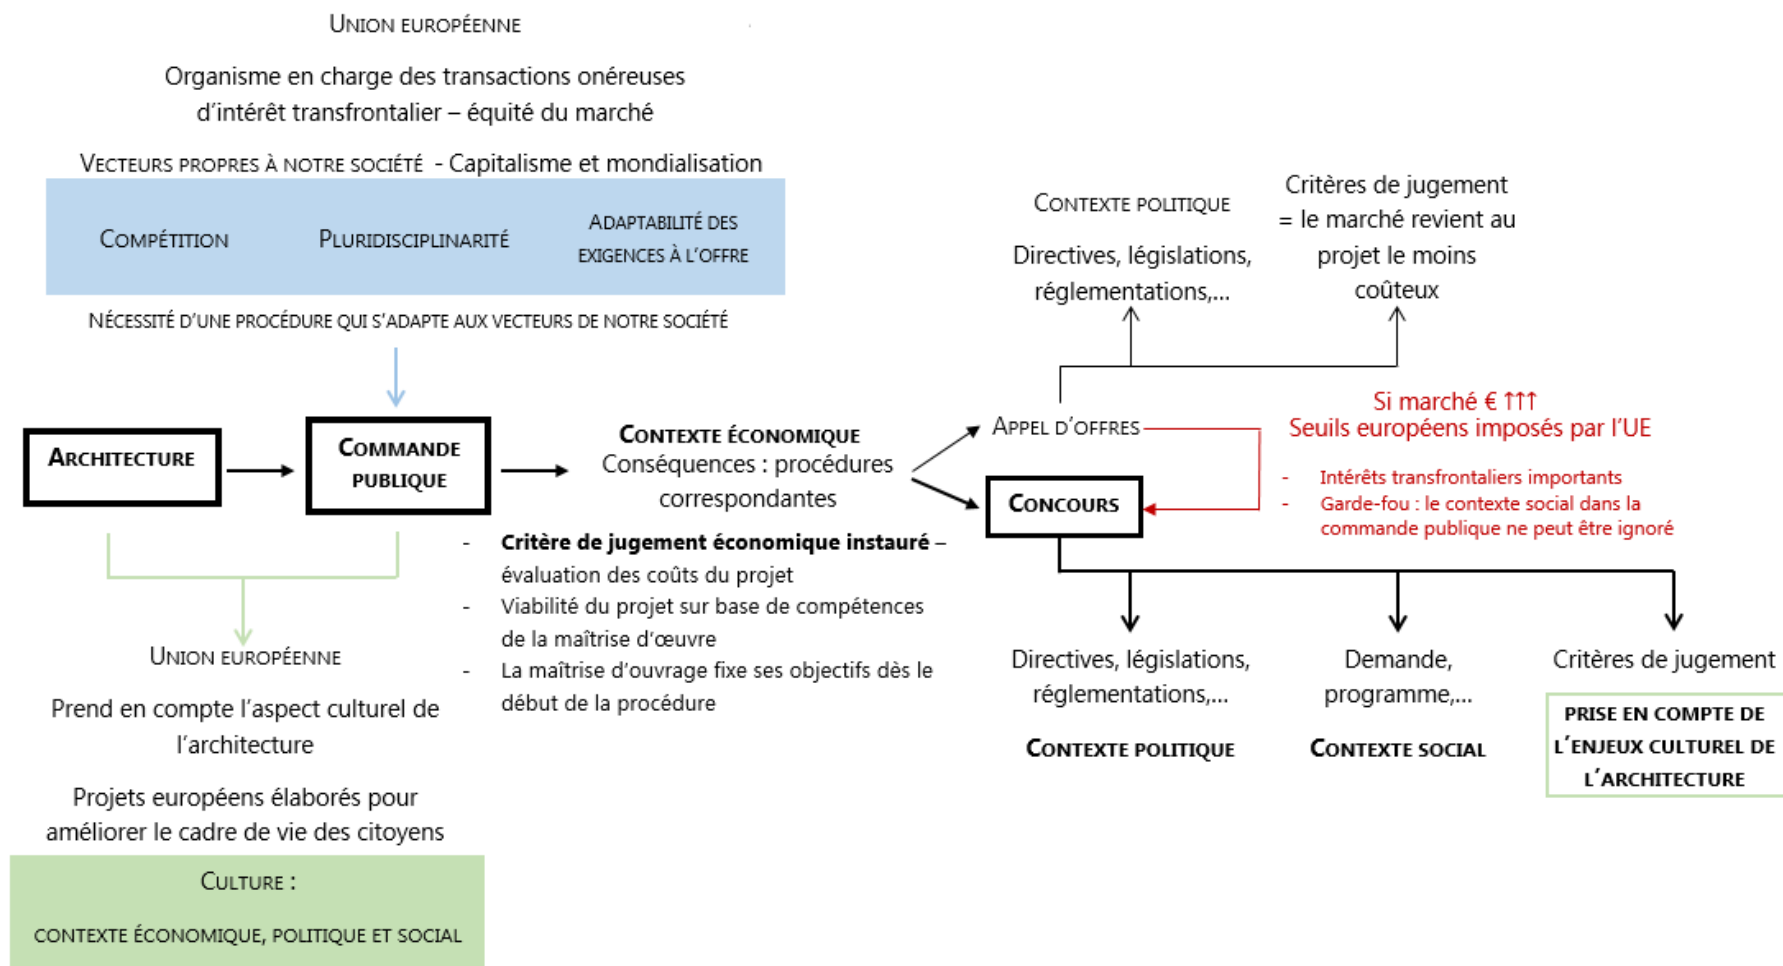 UNION EUROPÉENNE
Organisme en charge des transactions onéreuses
d'intérêt transfrontalier – équité du marché
VECTEURS PROPRES À NOTRE SOCIÉTÉ - Capitalisme et mondialisation
COMPÉTITION
PLURIDISCIPLINARITÉ
ADAPTABILITÉ DES
EXIGENCES À L'OFFRE
NÉCESSITÉ D'UNE PROCÉDURE QUI S'ADAPTE AUX VECTEURS DE NOTRE SOCIÉTÉ
ARCHITECTURE
COMMANDE
PUBLIQUE
CONTEXTE ÉCONOMIQUE
Conséquences : procédures
correspondantes
- Critère de jugement économique instauré –
évaluation des coûts du projet
- Viabilité du projet sur base de compétences
de la maîtrise d'œuvre
- La maîtrise d'ouvrage fixe ses objectifs dès le
début de la procédure
UNION EUROPÉENNE
Prend en compte l'aspect culturel de
l'architecture
Projets européens élaborés pour
améliorer le cadre de vie des citoyens
CULTURE :
CONTEXTE ÉCONOMIQUE, POLITIQUE ET SOCIAL
CONTEXTE POLITIQUE
Directives, législations,
réglementations,...
Critères de jugement
= le marché revient au
projet le moins
coûteux
APPEL D'OFFRES
Si marché € ↑↑↑
Seuils européens imposés par l'UE
- Intérêts transfrontaliers importants
- Garde-fou : le contexte social dans la
commande publique ne peut être ignoré
CONCOURS
Directives, législations,
réglementations,...
CONTEXTE POLITIQUE
Demande,
programme,...
CONTEXTE SOCIAL
Critères de jugement
PRISE EN COMPTE DE
L'ENJEUX CULTUREL DE
L'ARCHITECTURE